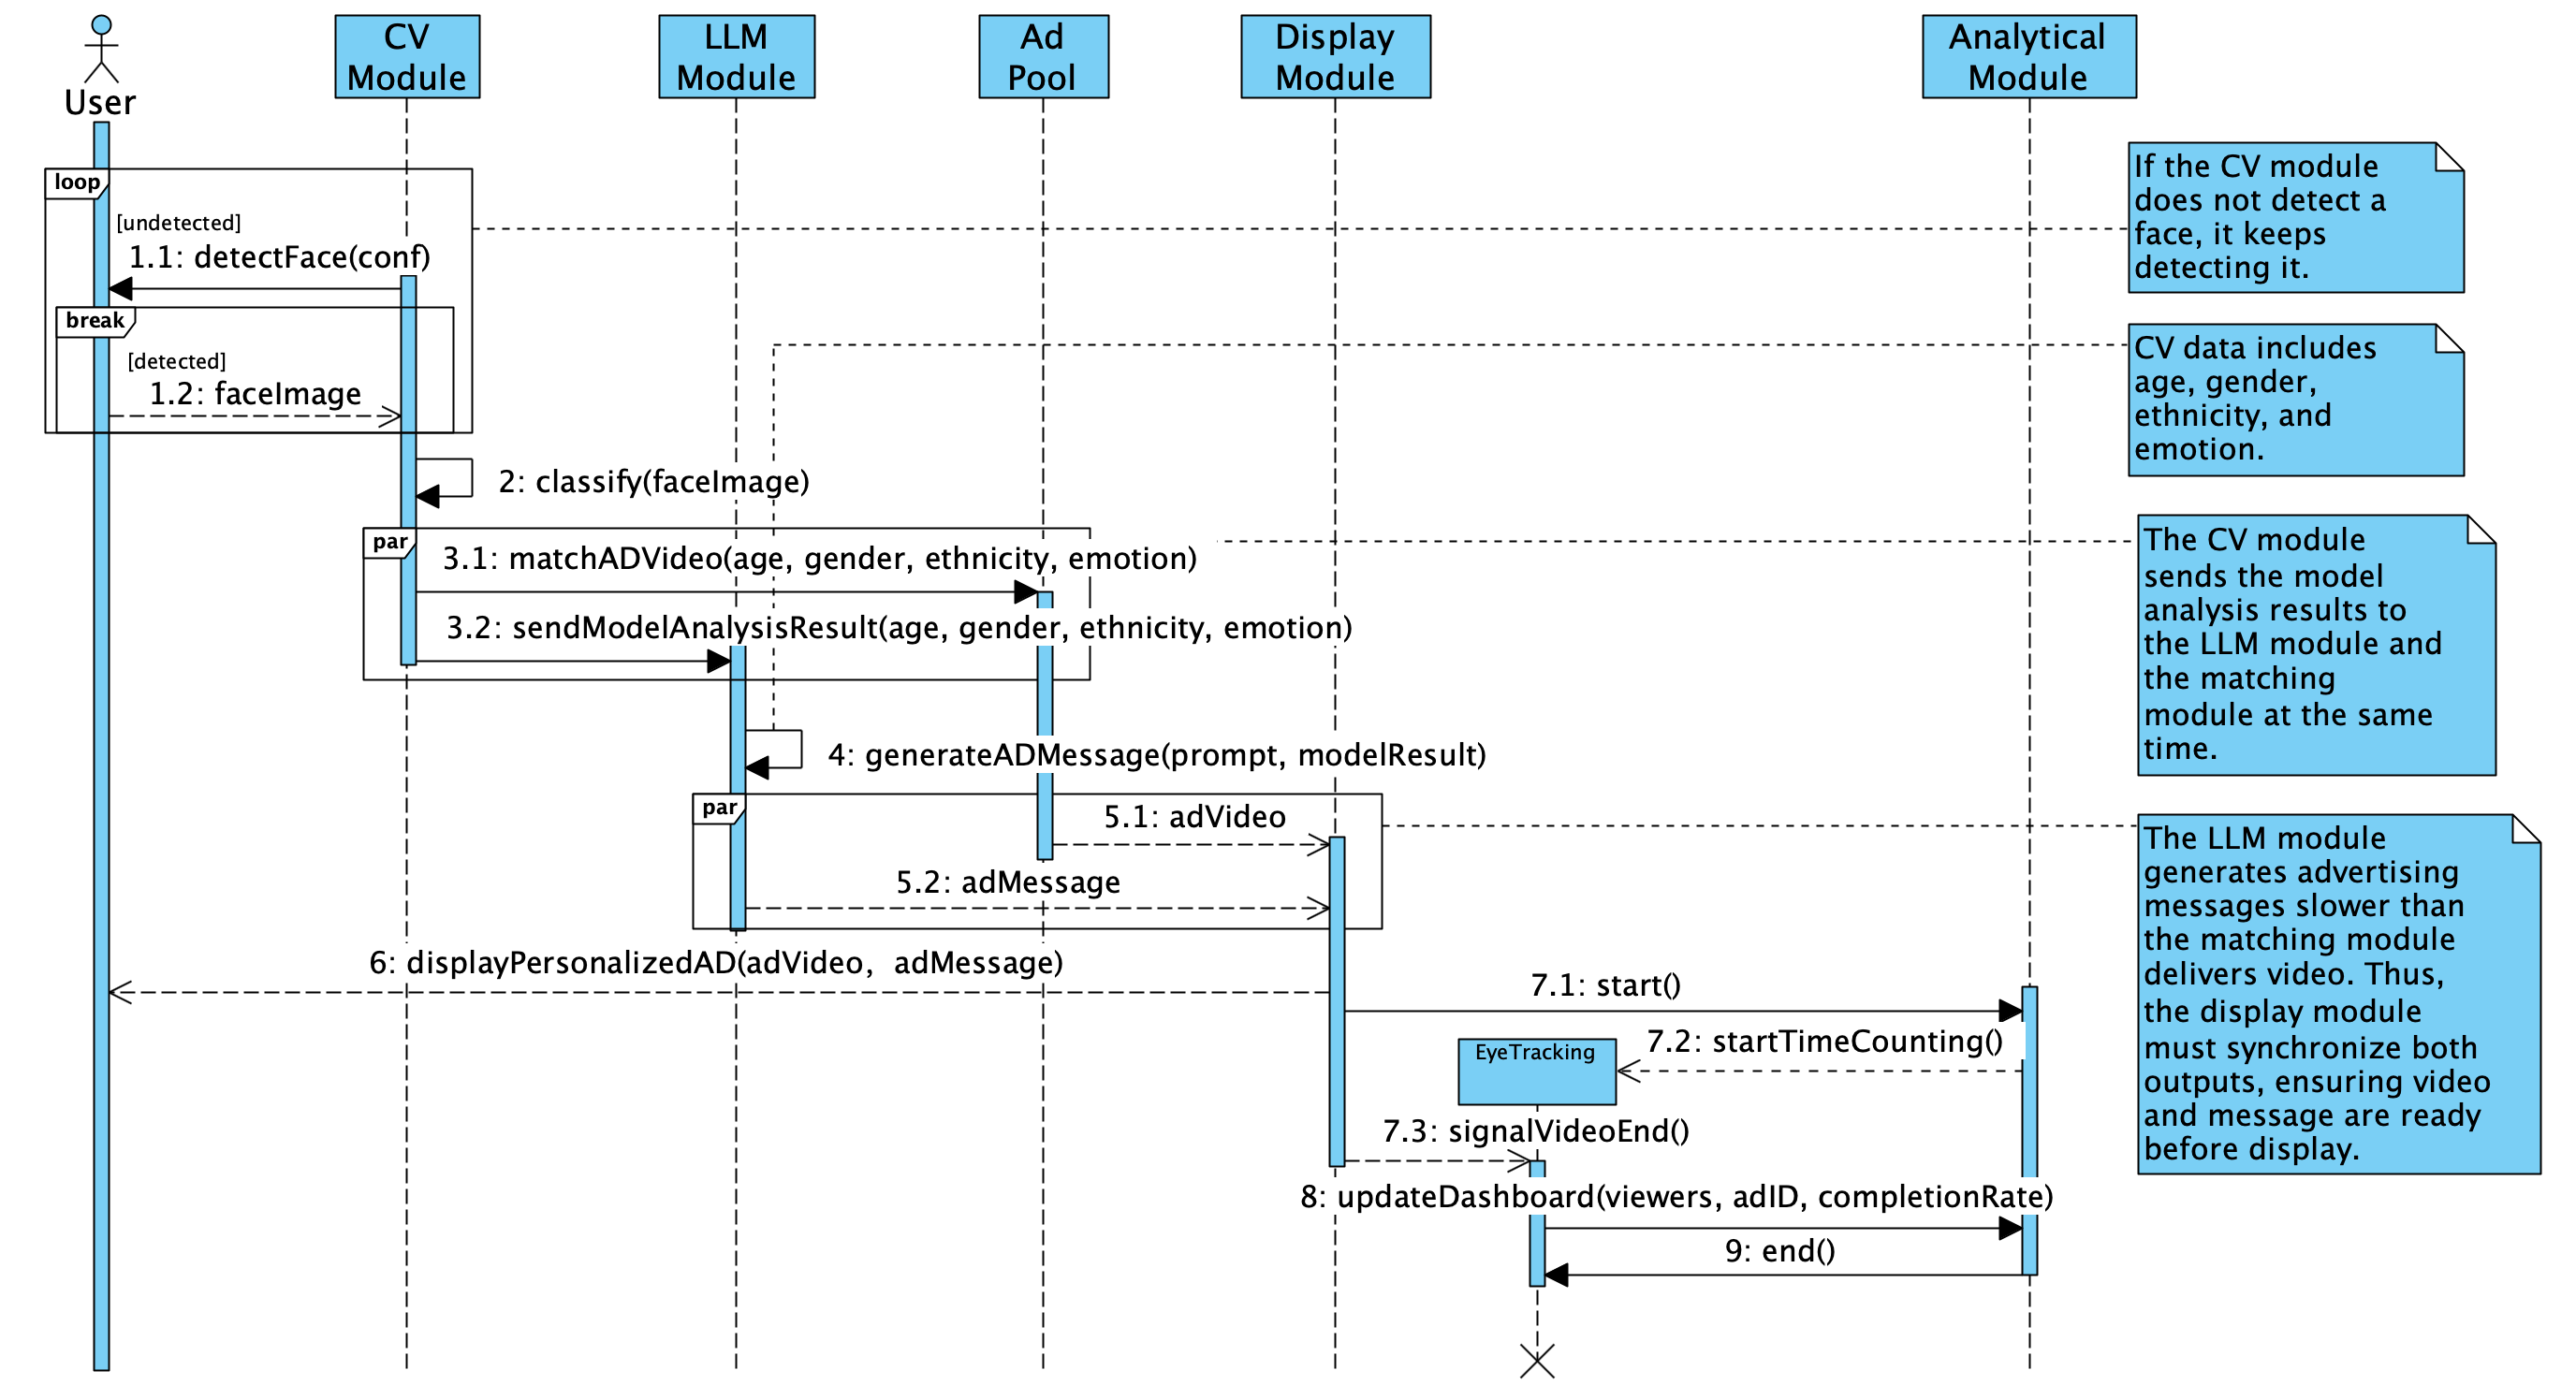 User
CV
Module
LLM
Module
Ad
Pool
Display
Module
Analytical
Module
loop
[undetected]
1.1: detectFace(conf)
break
[detected]
1.2: faceImage
2: classify(faceImage)
par
3.1: matchADVideo(age, gender, ethnicity, emotion)
3.2: sendModelAnalysisResult(age, gender, ethnicity, emotion)
4: generateADMessage(prompt, modelResult)
par
5.1: adVideo
5.2: adMessage
6: displayPersonalizedAD(adVideo, adMessage)
7.1: start()
EyeTracking
7.2: startTimeCounting()
7.3: signalVideoEnd()
8: updateDashboard(viewers, adID, completionRate)
9: end()
If the CV module
does not detect a
face, it keeps
detecting it.
CV data includes
age, gender,
ethnicity, and
emotion.
The CV module
sends the model
analysis results to
the LLM module and
the matching
module at the same
time.
The LLM module
generates advertising
messages slower than
the matching module
delivers video. Thus,
the display module
must synchronize both
outputs, ensuring video
and message are ready
before display.